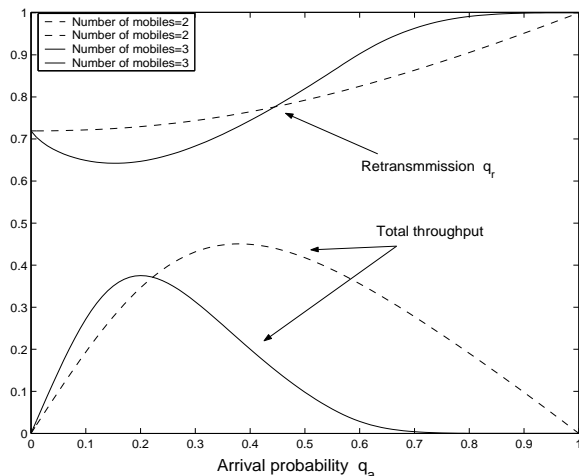 Number of mobiles=2
Number of mobiles=2
Number of mobiles=3
Number of mobiles=3
1
0.9
0.8
0.7
0.6
0.5
0.4
0.3
0.2
0.1
0
Retransmmission q_r
Total throughput
0 0.1 0.2 0.3 0.4 0.5 0.6 0.7 0.8 0.9 1
Arrival probability q_a